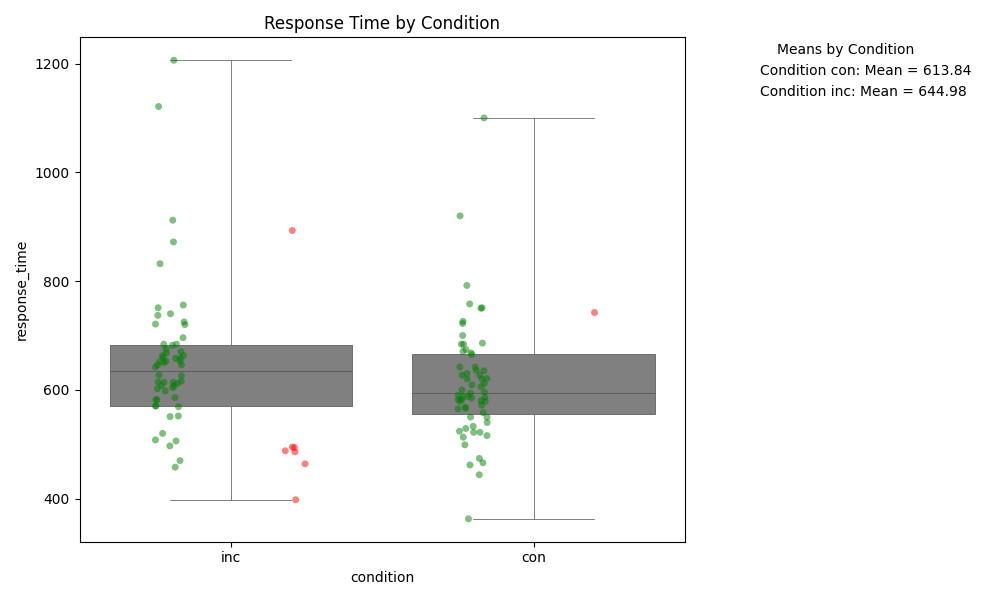 Response Time by Condition
Means by Condition
Condition con: Mean = 613.84
Condition inc: Mean = 644.98
1200
1000
800
600
400
response_time
inc con
condition